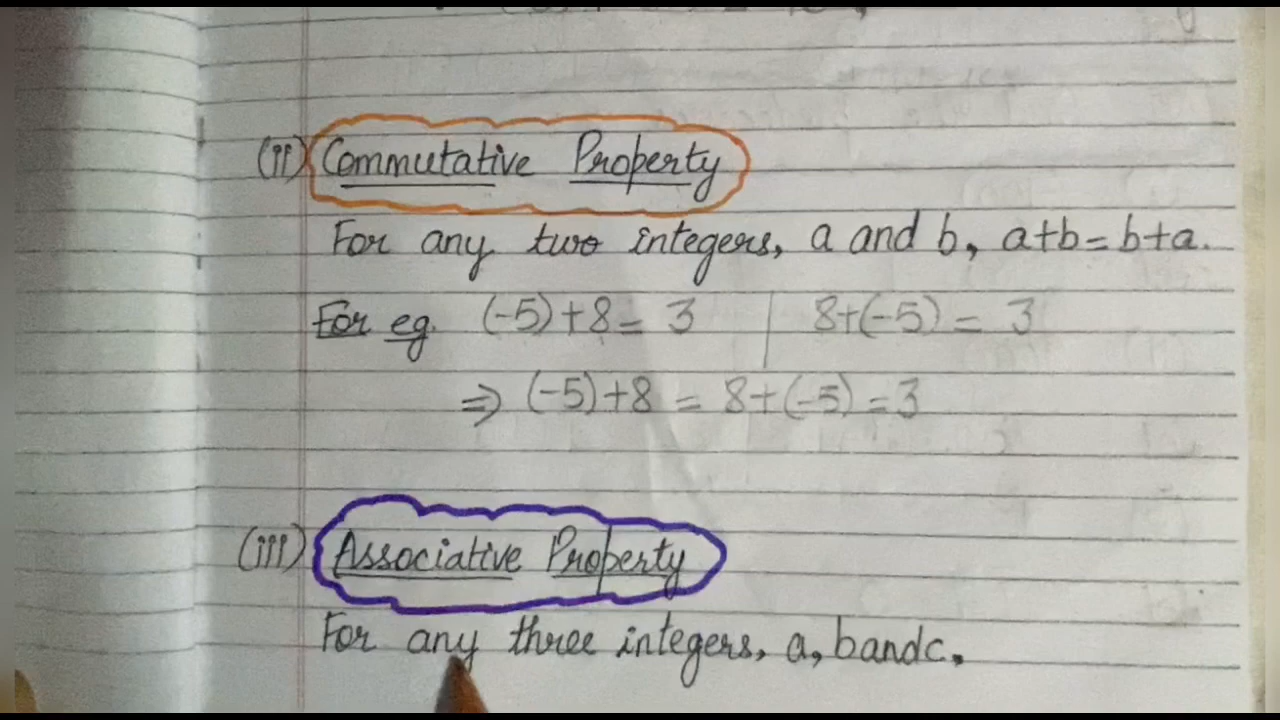 (ii) Commutative Property
For any two integers, a and b, a+b=b+a.
For eg. (-5)+8= 3 | 8+(-5) = 3
⇒ (-5)+8 = 8+(-5) =3
(iii) Associative Property
For any three integers, a, b and c,